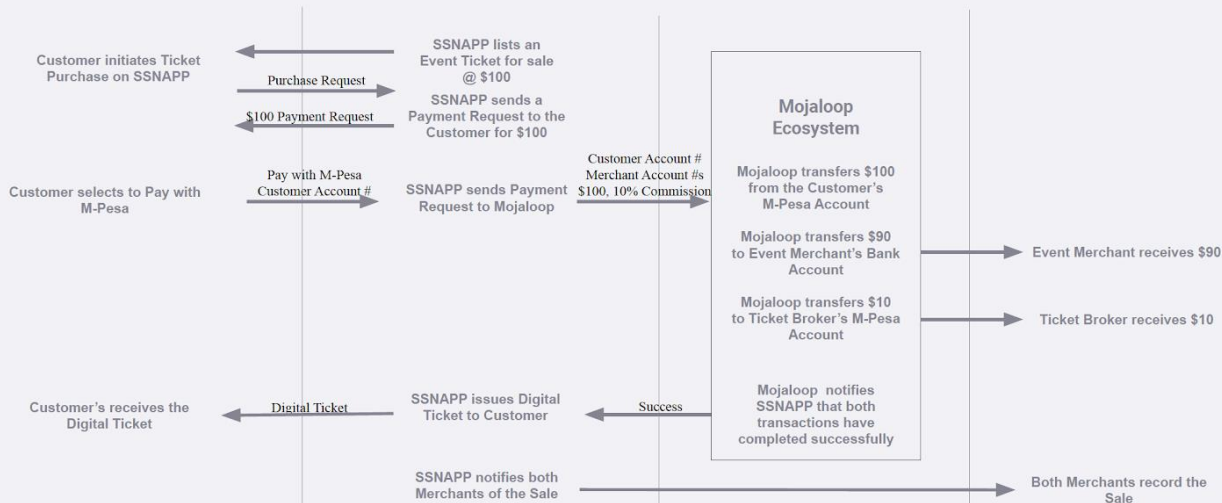 SSNAPP lists an
Event Ticket for sale
@ $100
Customer initiates Ticket
Purchase on SSNAPP
Purchase Request
SSNAPP sends a
Payment Request to the
Customer for $100
$100 Payment Request
Mojaloop
Ecosystem
Customer selects to Pay with
M-Pesa
Pay with M-Pesa
Customer Account #
SSNAPP sends Payment
Request to Mojaloop
Customer Account #
Merchant Account #s
$100, 10% Commission
Mojaloop transfers $100
from the Customer's
M-Pesa Account
Mojaloop transfers $90
to Event Merchant's Bank
Account
Event Merchant receives $90
Mojaloop transfers $10
to Ticket Broker's M-Pesa
Account
Ticket Broker receives $10
Mojaloop notifies
SSNAPP that both
transactions have
completed successfully
Success
SSNAPP issues Digital
Ticket to Customer
Digital Ticket
Customer's receives the
Digital Ticket
SSNAPP notifies both
Merchants of the Sale
Both Merchants record the
Sale